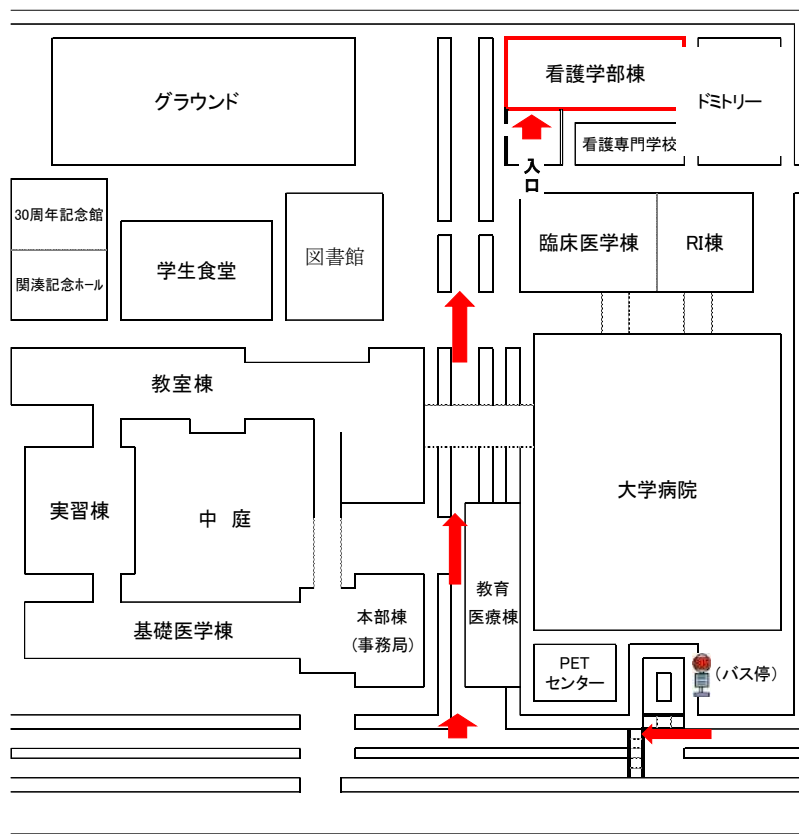 看護学部棟
グラウンド
ドミトリー
看護専門学校
入
口
30周年記念館
臨床医学棟
RI棟
図書館
学生食堂
関湊記念ホール
教室棟
大学病院
実習棟
中 庭
教育
医療棟
基礎医学棟
本部棟
(事務局)
PET
センター
(バス停)